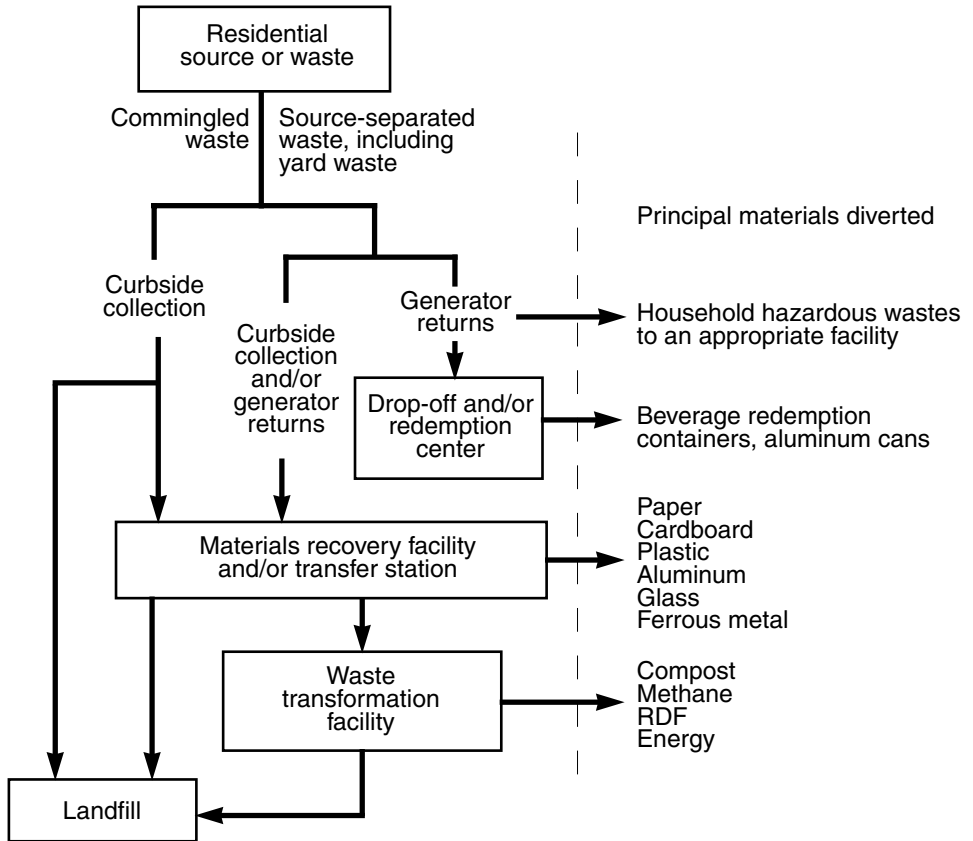 Residential
source or waste
Commingled
waste
Source-separated
waste, including
yard waste
Principal materials diverted
Curbside
collection
Curbside
collection
and/or
generator
returns
Generator
returns
Household hazardous wastes
to an appropriate facility
Drop-off and/or
redemption
center
Beverage redemption
containers, aluminum cans
Materials recovery facility
and/or transfer station
Paper
Cardboard
Plastic
Aluminum
Glass
Ferrous metal
Waste
transformation
facility
Compost
Methane
RDF
Energy
Landfill